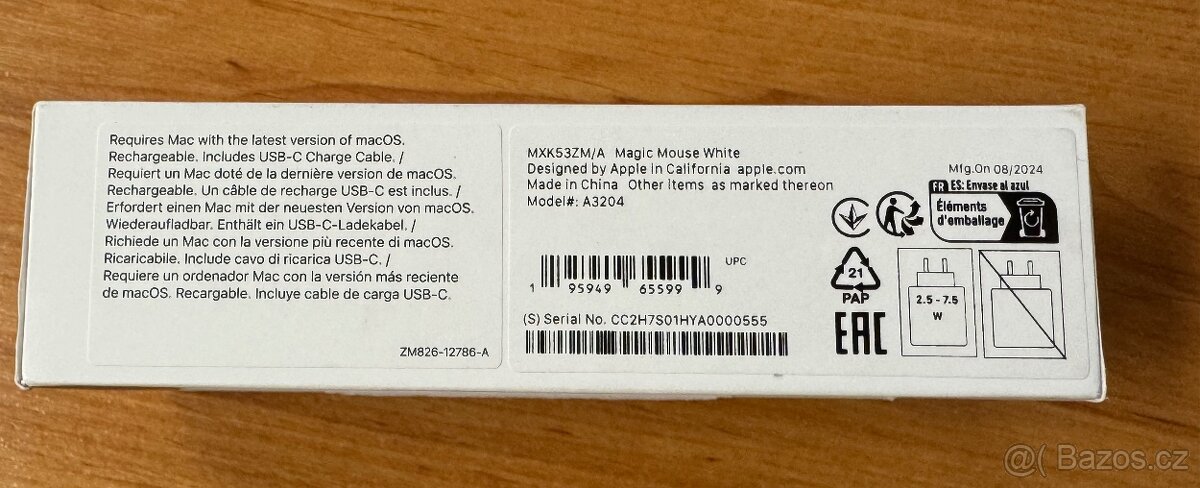 Requires Mac with the latest version of macOS.
Rechargeable. Includes USB-C Charge Cable. /
Requiert un Mac doté de la dernière version de macOS.
Rechargeable. Un câble de recharge USB-C est inclus. /
Erfordert einen Mac mit der neuesten Version von macOS.
Wiederaufladbar. Enthält ein USB-C-Ladekabel. /
Richiede un Mac con la versione più recente di macOS.
Ricaricabile. Include cavo di ricarica USB-C. /
Requiere un ordenador Mac con la versión más reciente
de macOS. Recargable. Incluye cable de carga USB-C.
ZM826-12786-A
MXK53ZM/A Magic Mouse White
Designed by Apple in California apple.com
Made in China Other items as marked thereon
Model#: A3204
Mfg.On 08/2024
FR ES: Envase al azul
Éléments
d'emballage
UPC
1 95949 65599 9
(S) Serial No. CC2H7S01HYA0000555
21
PAP
EAC
2.5 - 7.5
W
@( Bazos.cz